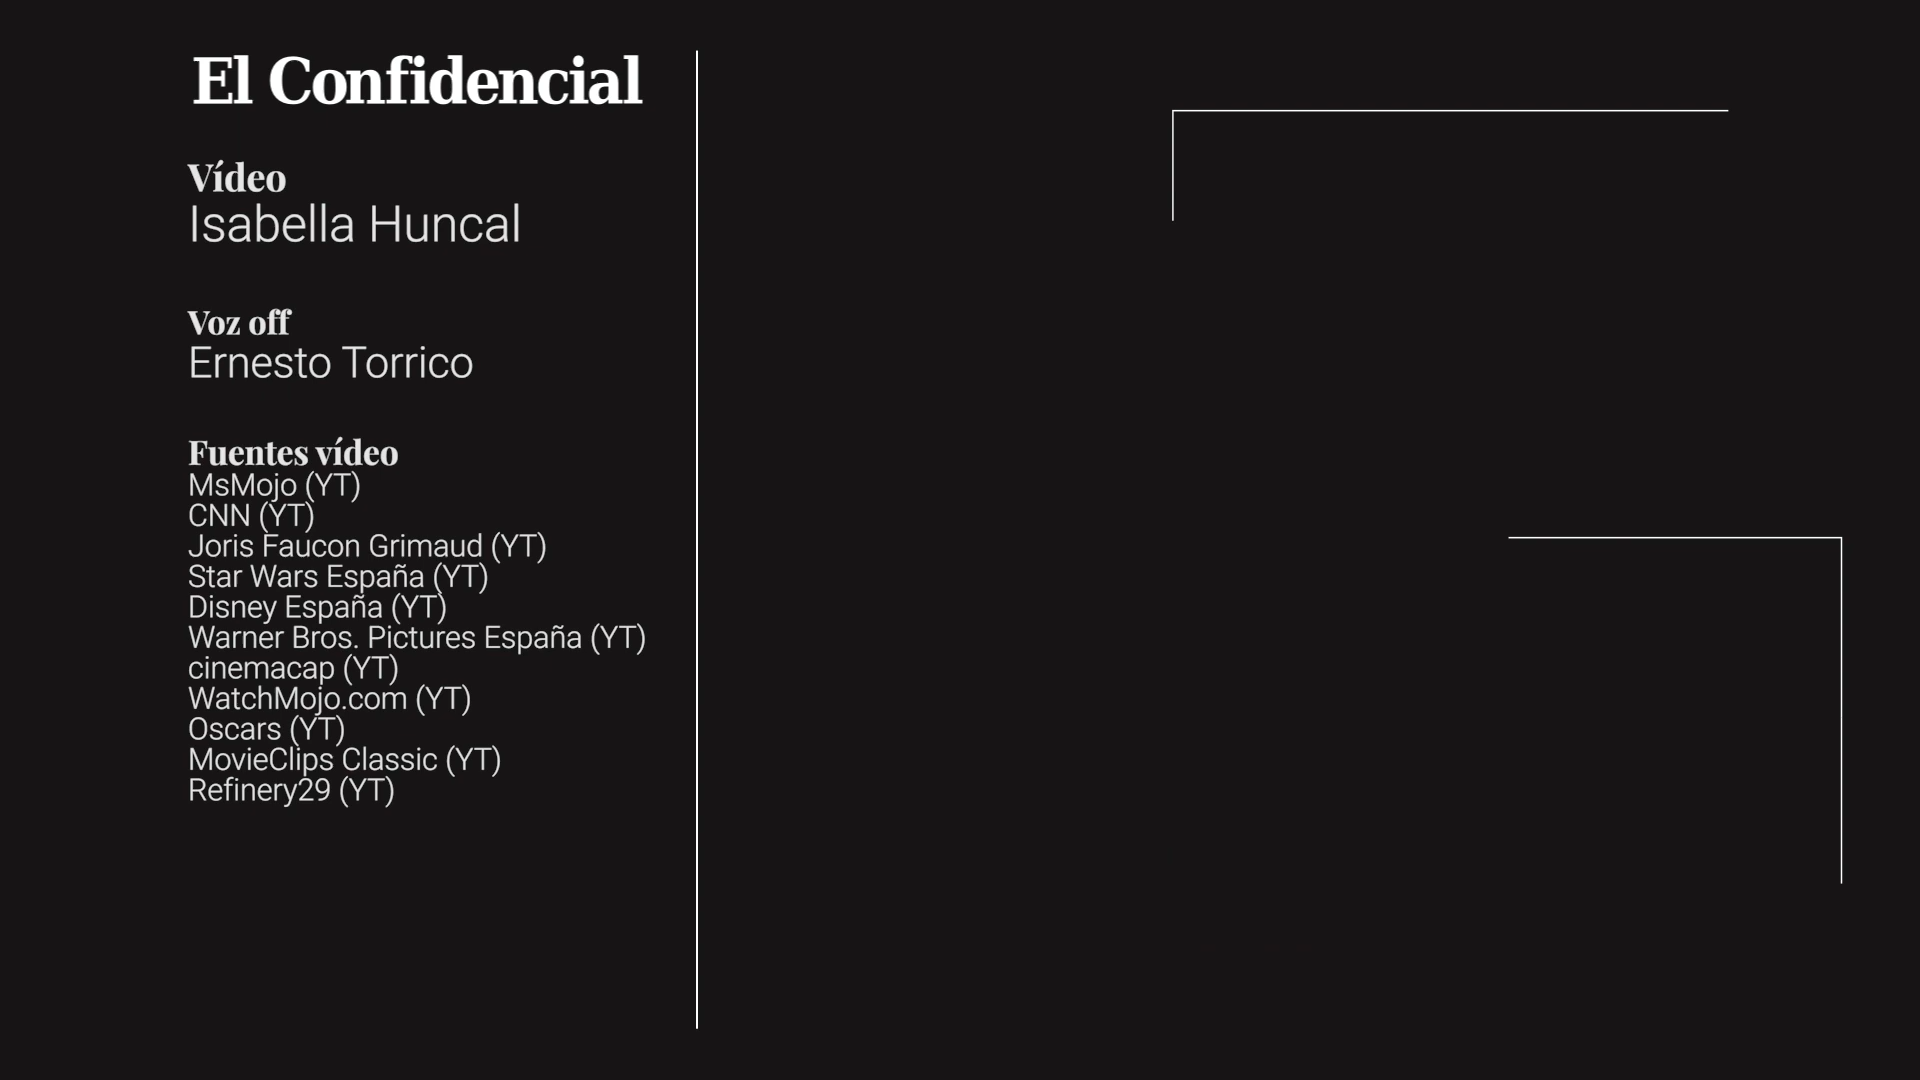 El Confidencial
Vídeo
Isabella Huncal
Voz off
Ernesto Torrico
Fuentes vídeo
MsMojo (YT)
CNN (YT)
Joris Faucon Grimaud (YT)
Star Wars España (YT)
Disney España (YT)
Warner Bros. Pictures España (YT)
cinemacap (YT)
WatchMojo.com (YT)
Oscars (YT)
MovieClips Classic (YT)
Refinery29 (YT)